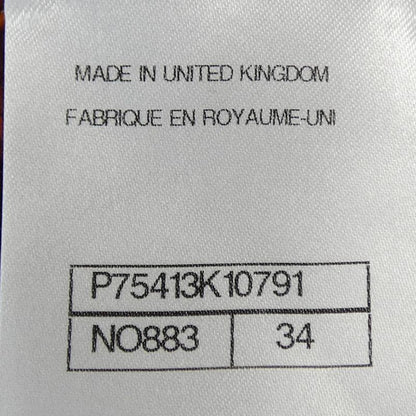 MADE IN UNITED KINGDOM
FABRIQUE EN ROYAUME-UNI
P75413K10791
NO883 34